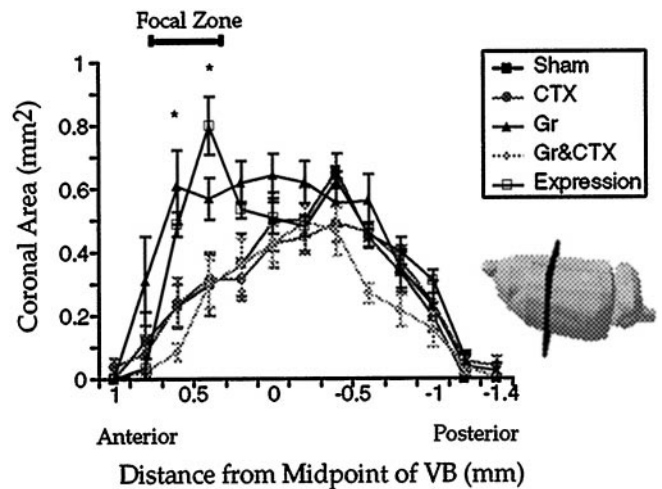 Focal Zone
* *
Coronal Area (mm2)
1
0.8
0.6
0.4
0.2
0
1 0.5 0 -0.5 -1 -1.4
Anterior Posterior
Distance from Midpoint of VB (mm)
Sham
CTX
Gr
Gr&CTX
Expression